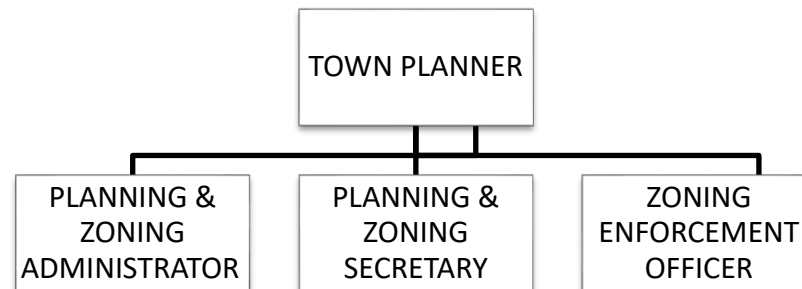 TOWN PLANNER
PLANNING &
ZONING
ADMINISTRATOR
PLANNING &
ZONING
SECRETARY
ZONING
ENFORCEMENT
OFFICER